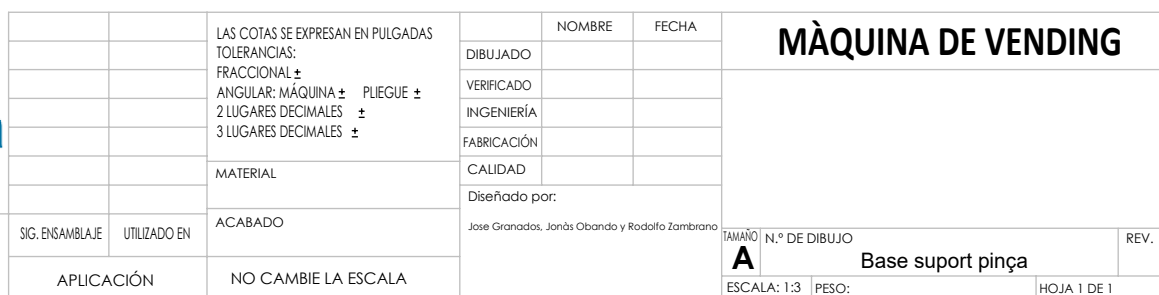 LAS COTAS SE EXPRESAN EN PULGADAS
TOLERANCIAS:
FRACCIONAL ±
ANGULAR: MÁQUINA ± PLIEGUE ±
2 LUGARES DECIMALES ±
3 LUGARES DECIMALES ±
MATERIAL
ACABADO
SIG. ENSAMBLAJE
UTILIZADO EN
APLICACIÓN
NO CAMBIE LA ESCALA
NOMBRE
FECHA
DIBUJADO
VERIFICADO
INGENIERÍA
FABRICACIÓN
CALIDAD
Diseñado por:
Jose Granados, Jonàs Obando y Rodolfo Zambrano
MÀQUINA DE VENDING
TAMAÑO
A
N.º DE DIBUJO
Base suport pinça
REV.
ESCALA: 1:3
PESO:
HOJA 1 DE 1